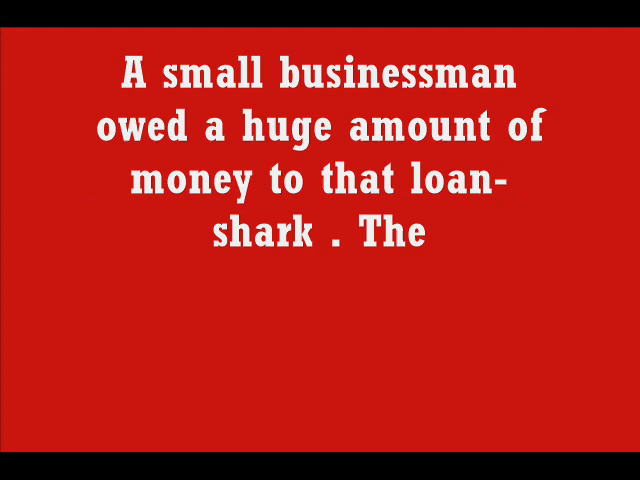 A small businessman
owed a huge amount of
money to that loan-
shark . The